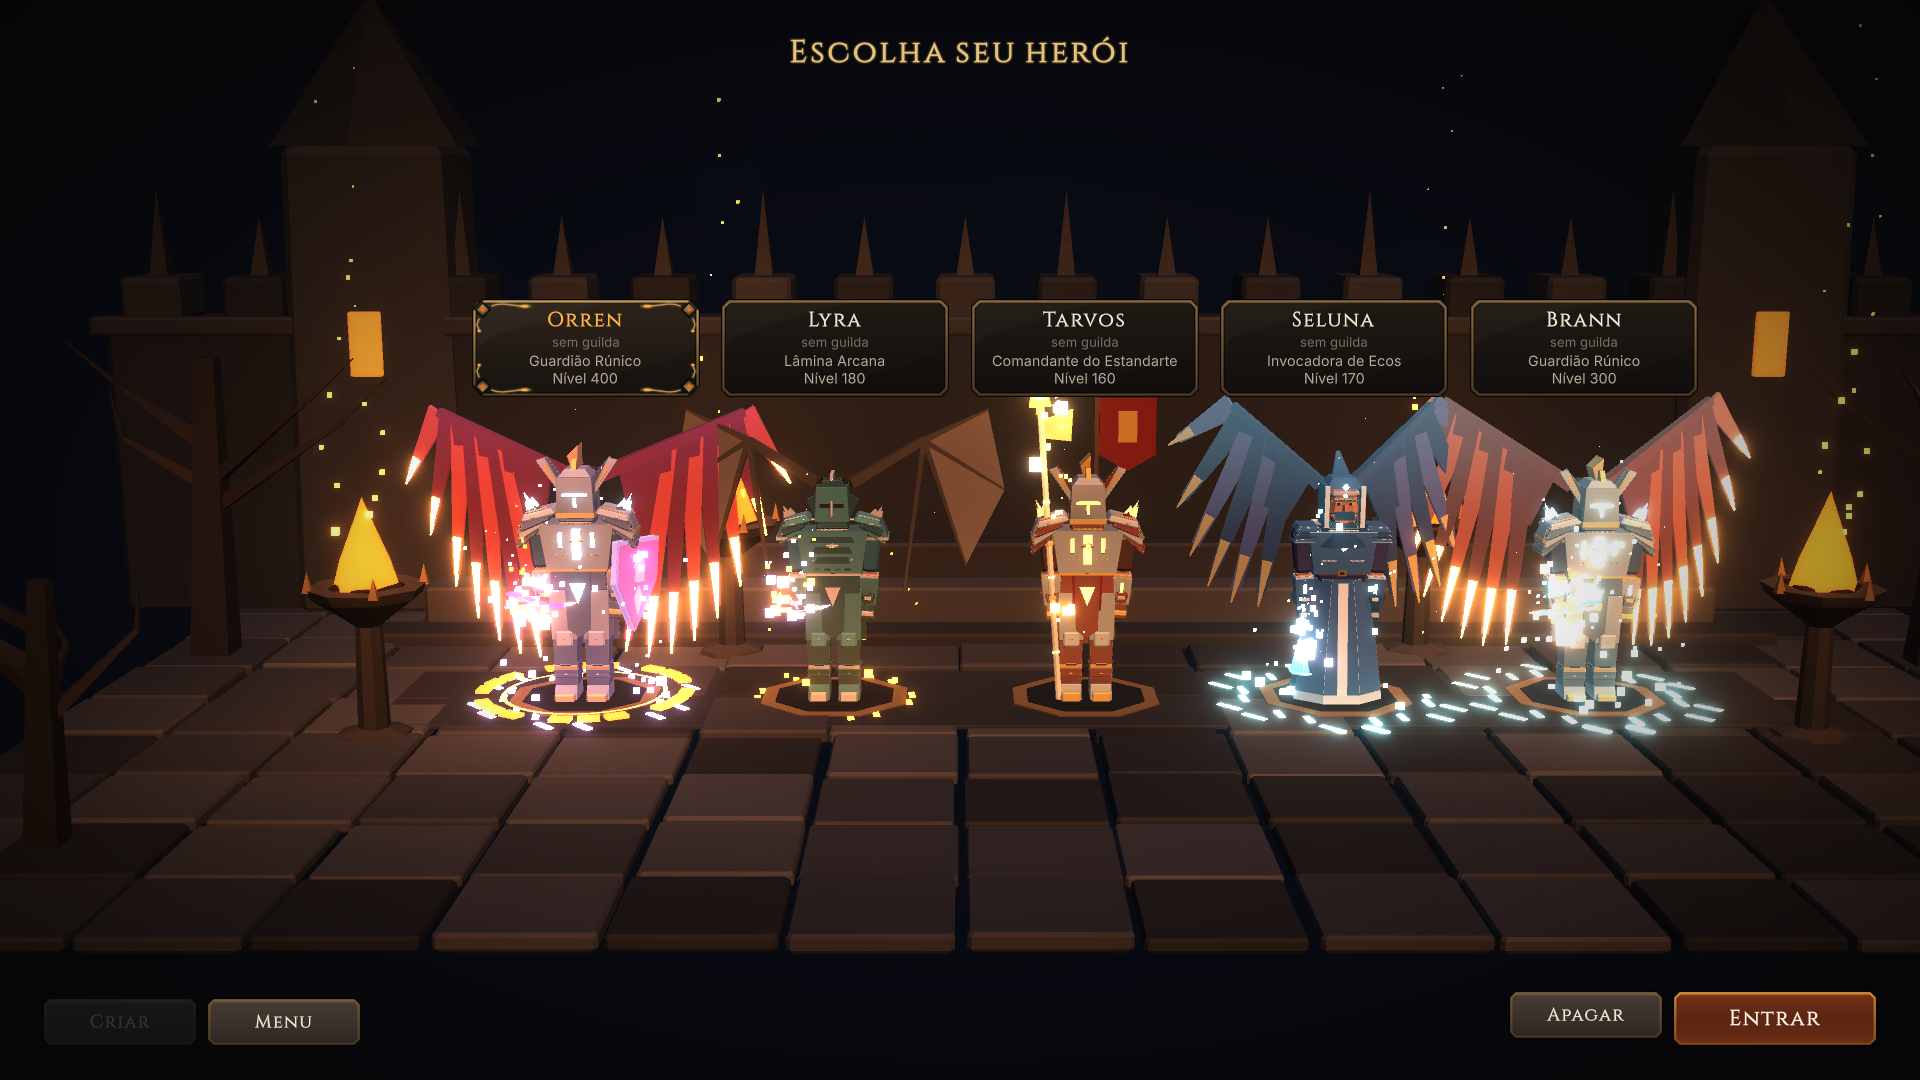 Escolha seu herói
Orren
sem guilda
Guardião Rúnico
Nível 400
Lyra
sem guilda
Lâmina Arcana
Nível 180
Tarvos
sem guilda
Comandante do Estandarte
Nível 160
Seluna
sem guilda
Invocadora de Ecos
Nível 170
Brann
sem guilda
Guardião Rúnico
Nível 300
Criar
Menu
Apagar
Entrar